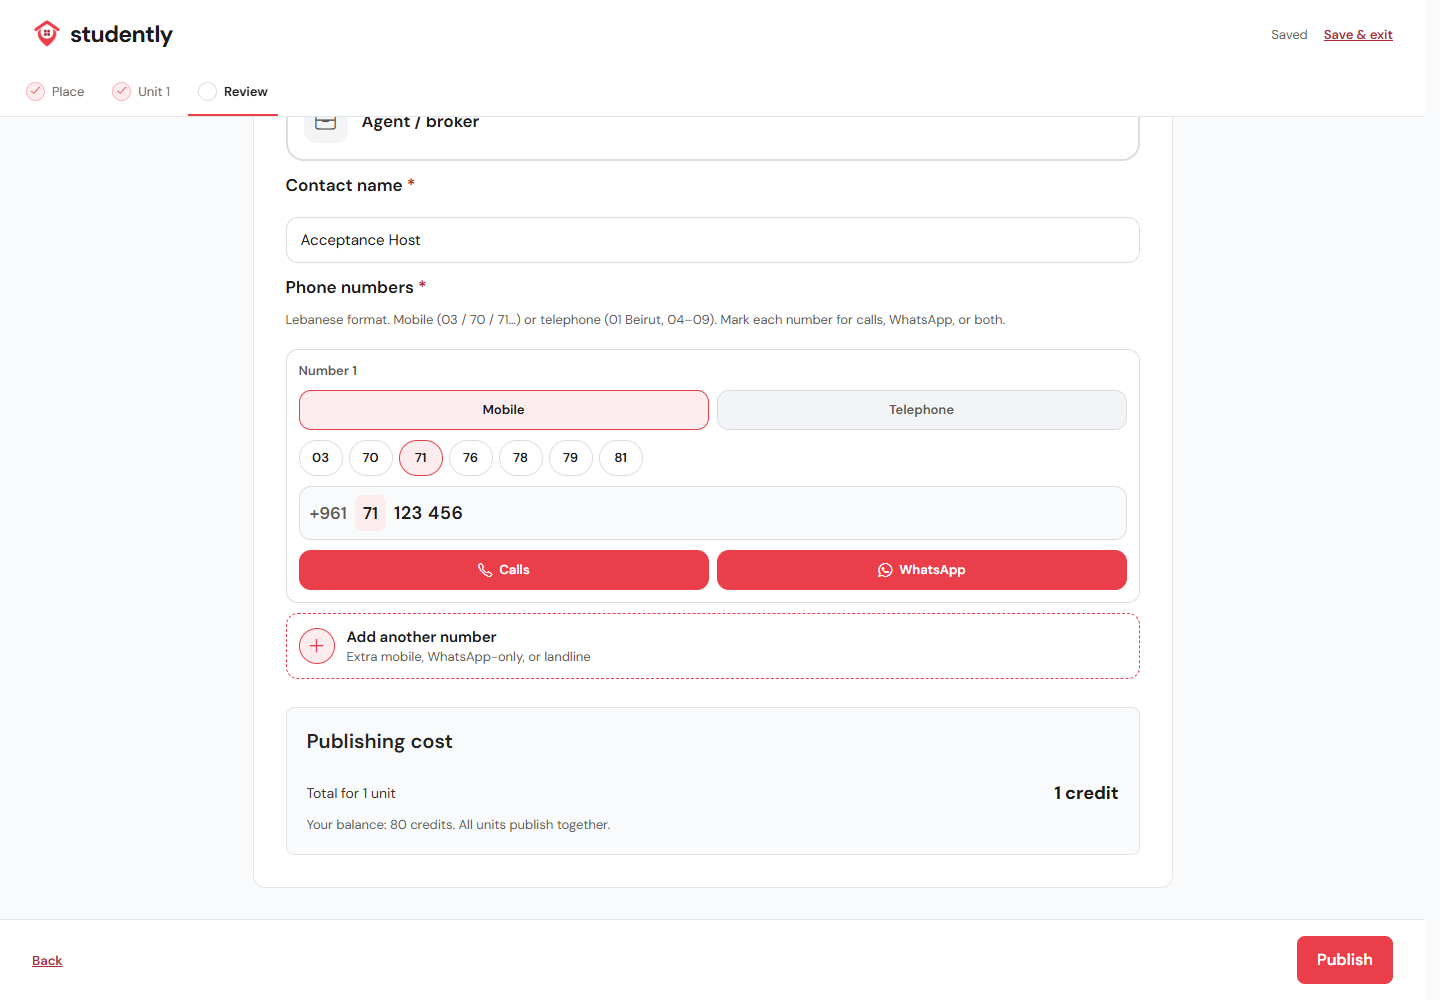 studently
Saved
Save & exit
Place
Unit 1
Review
Agent / broker
Contact name *
Acceptance Host
Phone numbers *
Lebanese format. Mobile (03 / 70 / 71…) or telephone (01 Beirut, 04–09). Mark each number for calls, WhatsApp, or both.
Number 1
Mobile
Telephone
03
70
71
76
78
79
81
+961 71 123 456
Calls
WhatsApp
Add another number
Extra mobile, WhatsApp-only, or landline
Publishing cost
Total for 1 unit
1 credit
Your balance: 80 credits. All units publish together.
Back
Publish